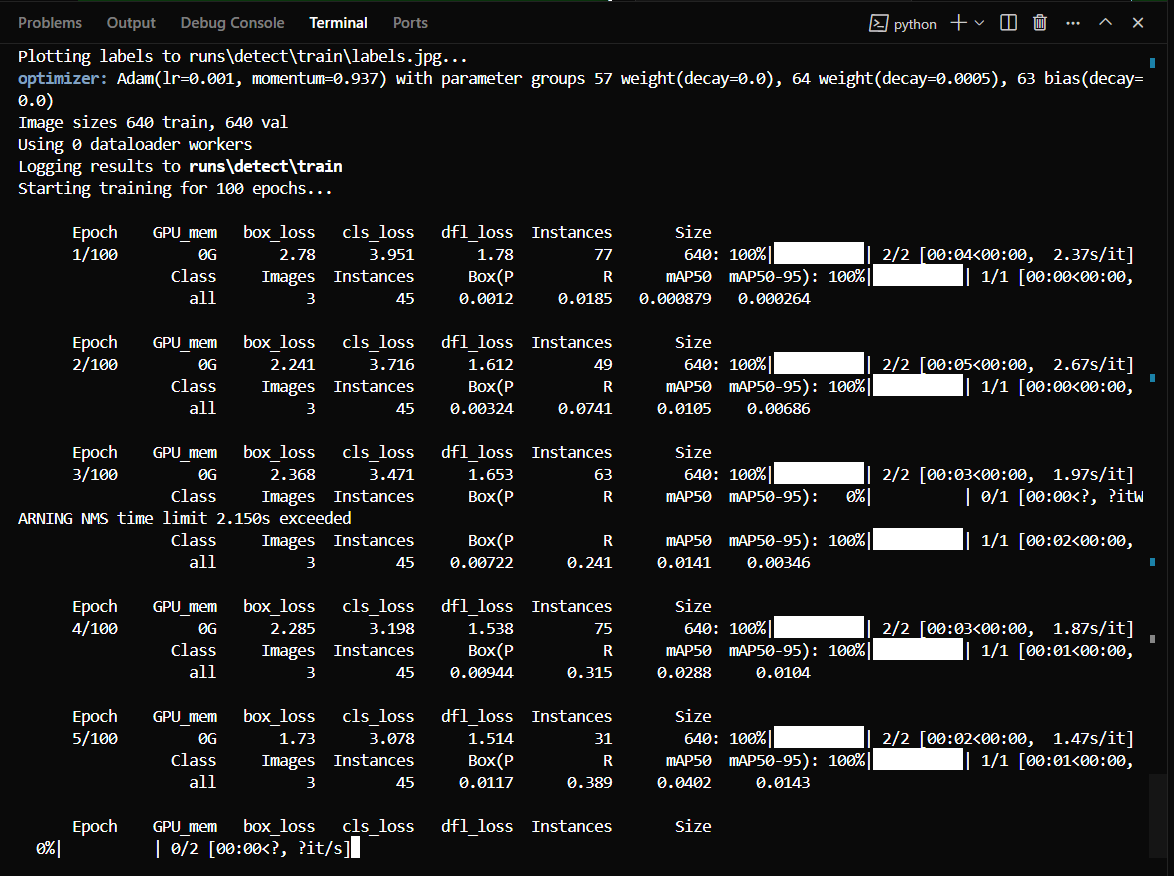 Problems Output Debug Console Terminal Ports python
Plotting labels to runs\detect\train\labels.jpg...
optimizer: Adam(lr=0.001, momentum=0.937) with parameter groups 57 weight(decay=0.0), 64 weight(decay=0.0005), 63 bias(decay=
0.0)
Image sizes 640 train, 640 val
Using 0 dataloader workers
Logging results to runs\detect\train
Starting training for 100 epochs...
Epoch GPU_mem box_loss cls_loss dfl_loss Instances Size
1/100 0G 2.78 3.951 1.78 77 640: 100%|██████████| 2/2 [00:04<00:00, 2.37s/it]
Class Images Instances Box(P R mAP50 mAP50-95): 100%|██████████| 1/1 [00:00<00:00,
all 3 45 0.0012 0.0185 0.000879 0.000264
Epoch GPU_mem box_loss cls_loss dfl_loss Instances Size
2/100 0G 2.241 3.716 1.612 49 640: 100%|██████████| 2/2 [00:05<00:00, 2.67s/it]
Class Images Instances Box(P R mAP50 mAP50-95): 100%|██████████| 1/1 [00:00<00:00,
all 3 45 0.00324 0.0741 0.0105 0.00686
Epoch GPU_mem box_loss cls_loss dfl_loss Instances Size
3/100 0G 2.368 3.471 1.653 63 640: 100%|██████████| 2/2 [00:03<00:00, 1.97s/it]
Class Images Instances Box(P R mAP50 mAP50-95): 0%| | 0/1 [00:00<?, ?itW
ARNING NMS time limit 2.150s exceeded
Class Images Instances Box(P R mAP50 mAP50-95): 100%|██████████| 1/1 [00:02<00:00,
all 3 45 0.00722 0.241 0.0141 0.00346
Epoch GPU_mem box_loss cls_loss dfl_loss Instances Size
4/100 0G 2.285 3.198 1.538 75 640: 100%|██████████| 2/2 [00:03<00:00, 1.87s/it]
Class Images Instances Box(P R mAP50 mAP50-95): 100%|██████████| 1/1 [00:01<00:00,
all 3 45 0.00944 0.315 0.0288 0.0104
Epoch GPU_mem box_loss cls_loss dfl_loss Instances Size
5/100 0G 1.73 3.078 1.514 31 640: 100%|██████████| 2/2 [00:02<00:00, 1.47s/it]
Class Images Instances Box(P R mAP50 mAP50-95): 100%|██████████| 1/1 [00:01<00:00,
all 3 45 0.0117 0.389 0.0402 0.0143
Epoch GPU_mem box_loss cls_loss dfl_loss Instances Size
0%| | 0/2 [00:00<?, ?it/s]